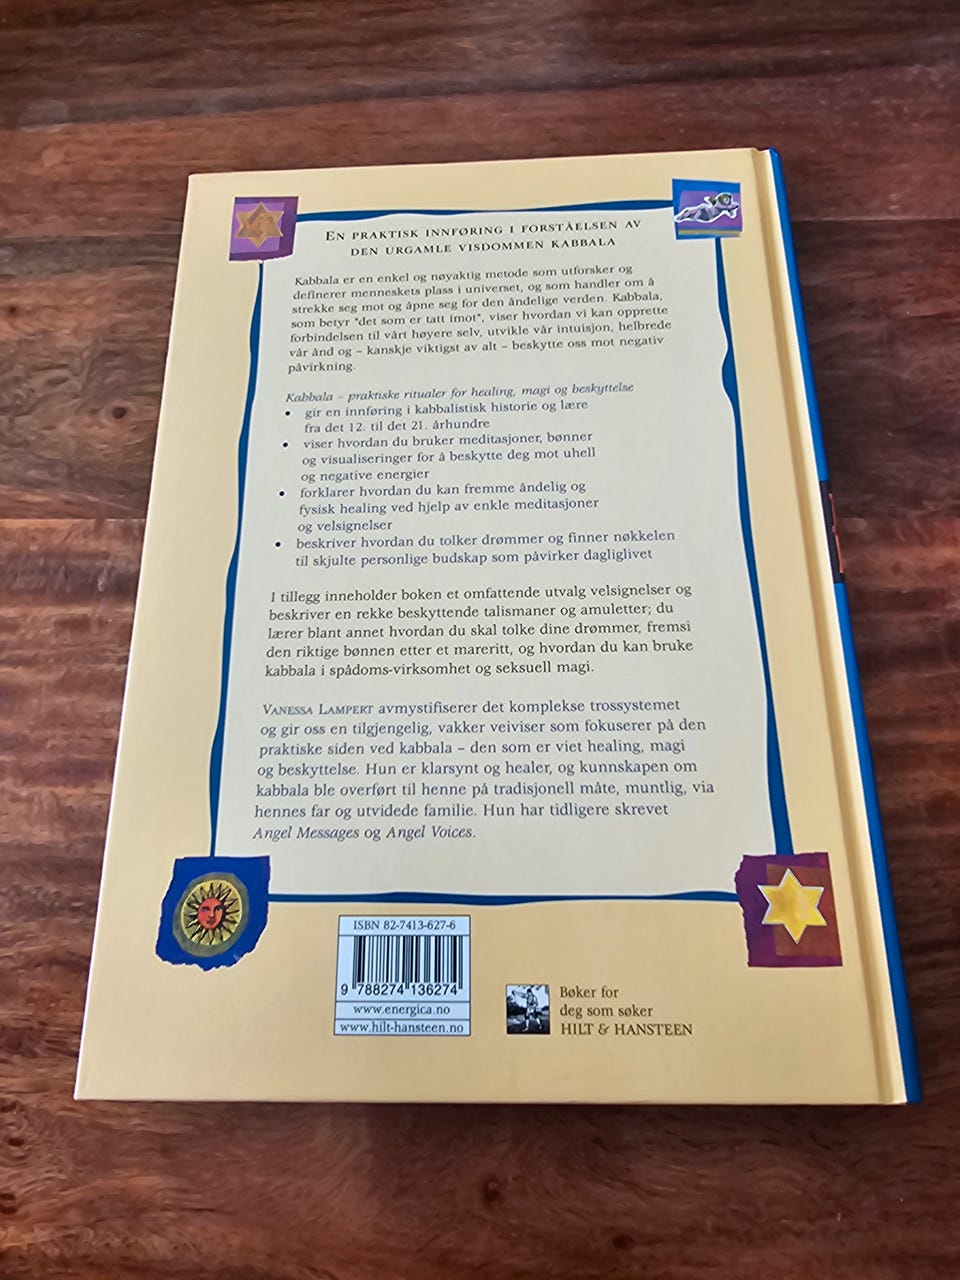 EN PRAKTISK INNFØRING I FORSTÅELSEN AV
DEN URGAMLE VISDOMMEN KABBALA
Kabbala er en enkel og nøyaktig metode som utforsker og
definerer menneskets plass i universet, og som handler om å
strekke seg mot og åpne seg for den åndelige verden. Kabbala,
som betyr "det som er tatt imot", viser hvordan vi kan opprette
forbindelsen til vårt høyere selv, utvikle vår intuisjon, helbrede
vår ånd og – kanskje viktigst av alt – beskytte oss mot negativ
påvirkning.
Kabbala – praktiske ritualer for healing, magi og beskyttelse
• gir en innføring i kabbalistisk historie og lære
fra det 12. til det 21. århundre
• viser hvordan du bruker meditasjoner, bønner
og visualiseringer for å beskytte deg mot uhell
og negative energier
• forklarer hvordan du kan fremme åndelig og
fysisk healing ved hjelp av enkle meditasjoner
og velsignelser
• beskriver hvordan du tolker drømmer og finner nøkkelen
til skjulte personlige budskap som påvirker dagliglivet
I tillegg inneholder boken et omfattende utvalg velsignelser og
beskriver en rekke beskyttende talismaner og amuletter; du
lærer blant annet hvordan du skal tolke dine drømmer, fremsi
den riktige bønnen etter et mareritt, og hvordan du kan bruke
kabbala i spådoms-virksomhet og seksuell magi.
VANESSA LAMPERT avmystifiserer det komplekse trossystemet
og gir oss en tilgjengelig, vakker veiviser som fokuserer på den
praktiske siden ved kabbala – den som er viet healing, magi
og beskyttelse. Hun er klarsynt og healer, og kunnskapen om
kabbala ble overført til henne på tradisjonell måte, muntlig, via
hennes far og utvidede familie. Hun har tidligere skrevet
Angel Messages og Angel Voices.
ISBN 82-7413-627-6
9 788274 136274
www.energica.no
www.hilt-hansteen.no
Bøker for
deg som søker
HILT & HANSTEEN